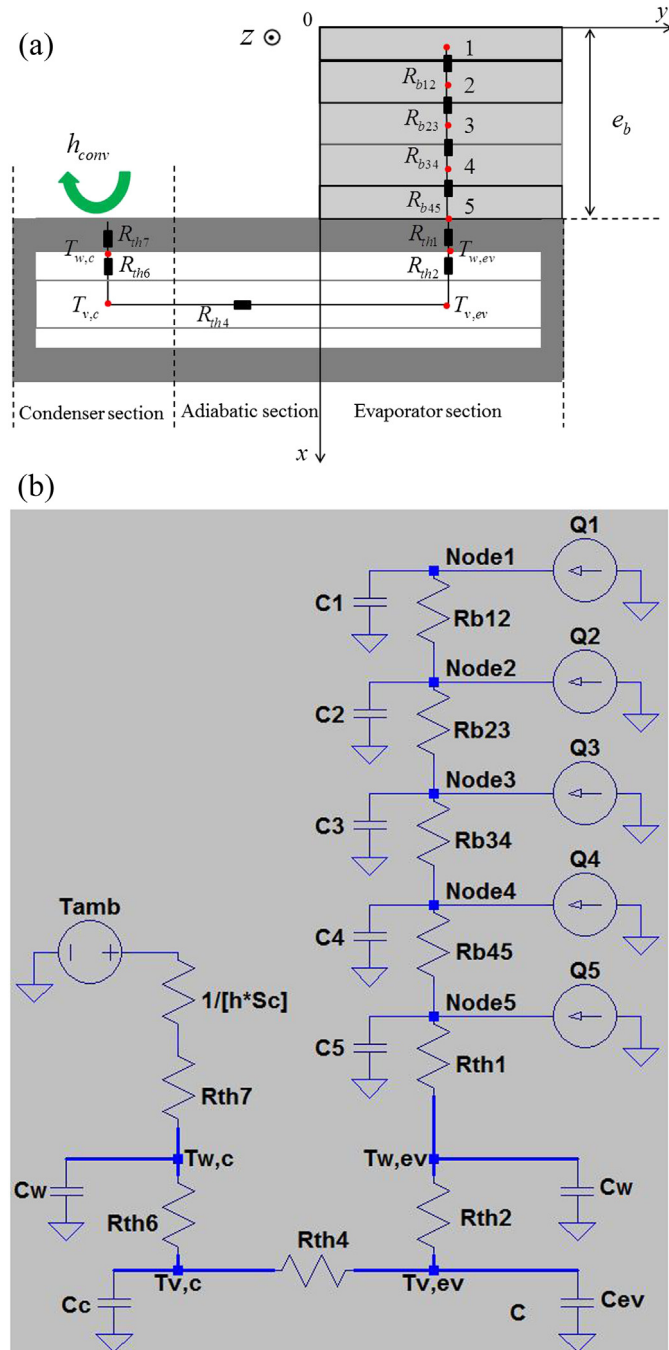 (a)
0
y
z
1
R_b12
2
R_b23
3
e_b
h_conv
R_b34
4
R_b45
5
R_th7
R_th1
T_w,c
T_w,ev
R_th6
R_th2
T_v,c
R_th4
T_v,ev
Condenser section
Adiabatic section
Evaporator section
x
(b)
Q1
Node1
C1
Rb12
Q2
Node2
C2
Rb23
Q3
Node3
C3
Rb34
Q4
Tamb
Node4
C4
Rb45
Q5
1/[h*Sc]
Node5
C5
Rth1
Rth7
Tw,c
Tw,ev
Cw
Cw
Rth6
Rth2
Rth4
Tv,c
Tv,ev
Cc
C
Cev